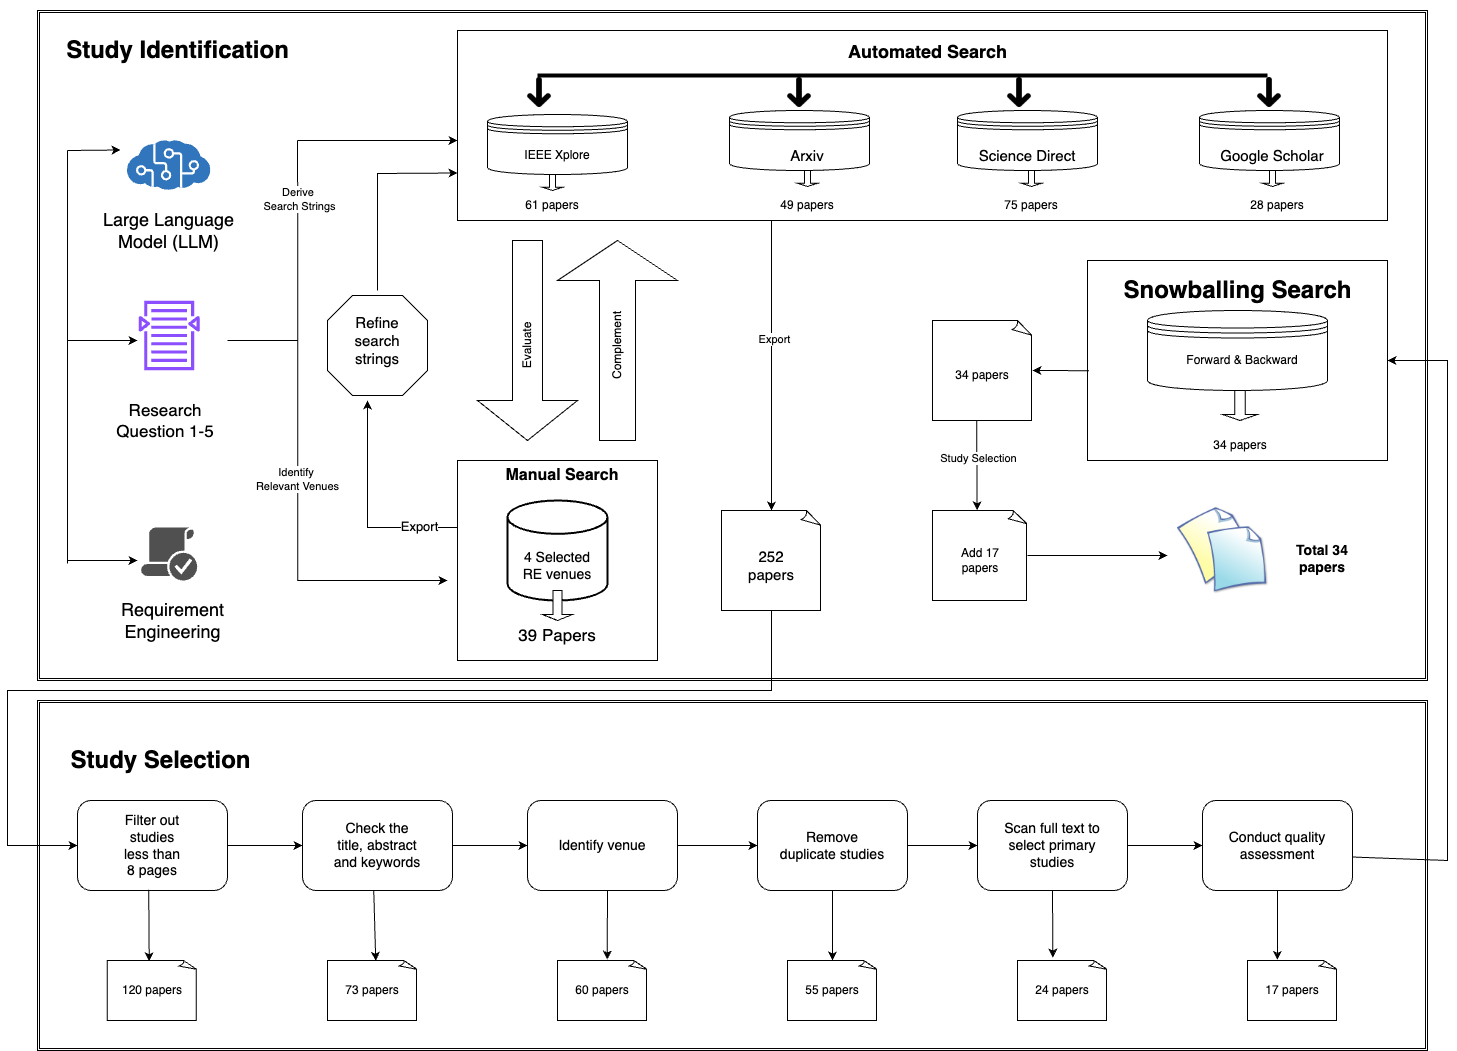 Study Identification
Automated Search
IEEE Xplore
61 papers
Arxiv
49 papers
Science Direct
75 papers
Google Scholar
28 papers
Large Language
Model (LLM)
Research
Question 1-5
Requirement
Engineering
Derive
Search Strings
Identify
Relevant Venues
Refine
search
strings
Evaluate
Complement
Export
Manual Search
4 Selected
RE venues
39 Papers
Export
252
papers
Snowballing Search
Forward & Backward
34 papers
34 papers
Study Selection
Add 17
papers
Total 34
papers
Study Selection
Filter out
studies
less than
8 pages
120 papers
Check the
title, abstract
and keywords
73 papers
Identify venue
60 papers
Remove
duplicate studies
55 papers
Scan full text to
select primary
studies
24 papers
Conduct quality
assessment
17 papers